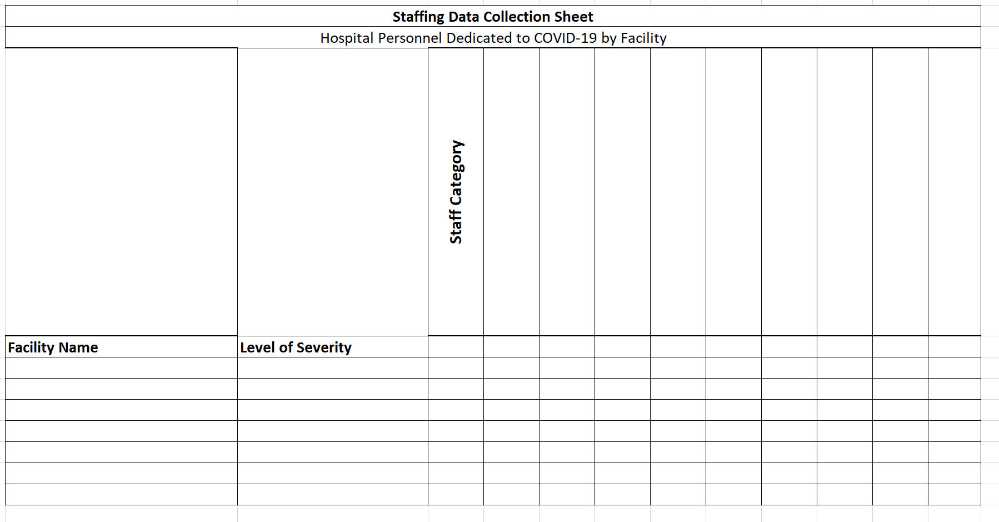 Staffing Data Collection Sheet
Hospital Personnel Dedicated to COVID-19 by Facility
Staff Category
Facility Name
Level of Severity